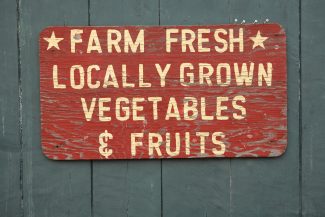 ★ FARM FRESH ★
LOCALLY GROWN
VEGETABLES
& FRUITS